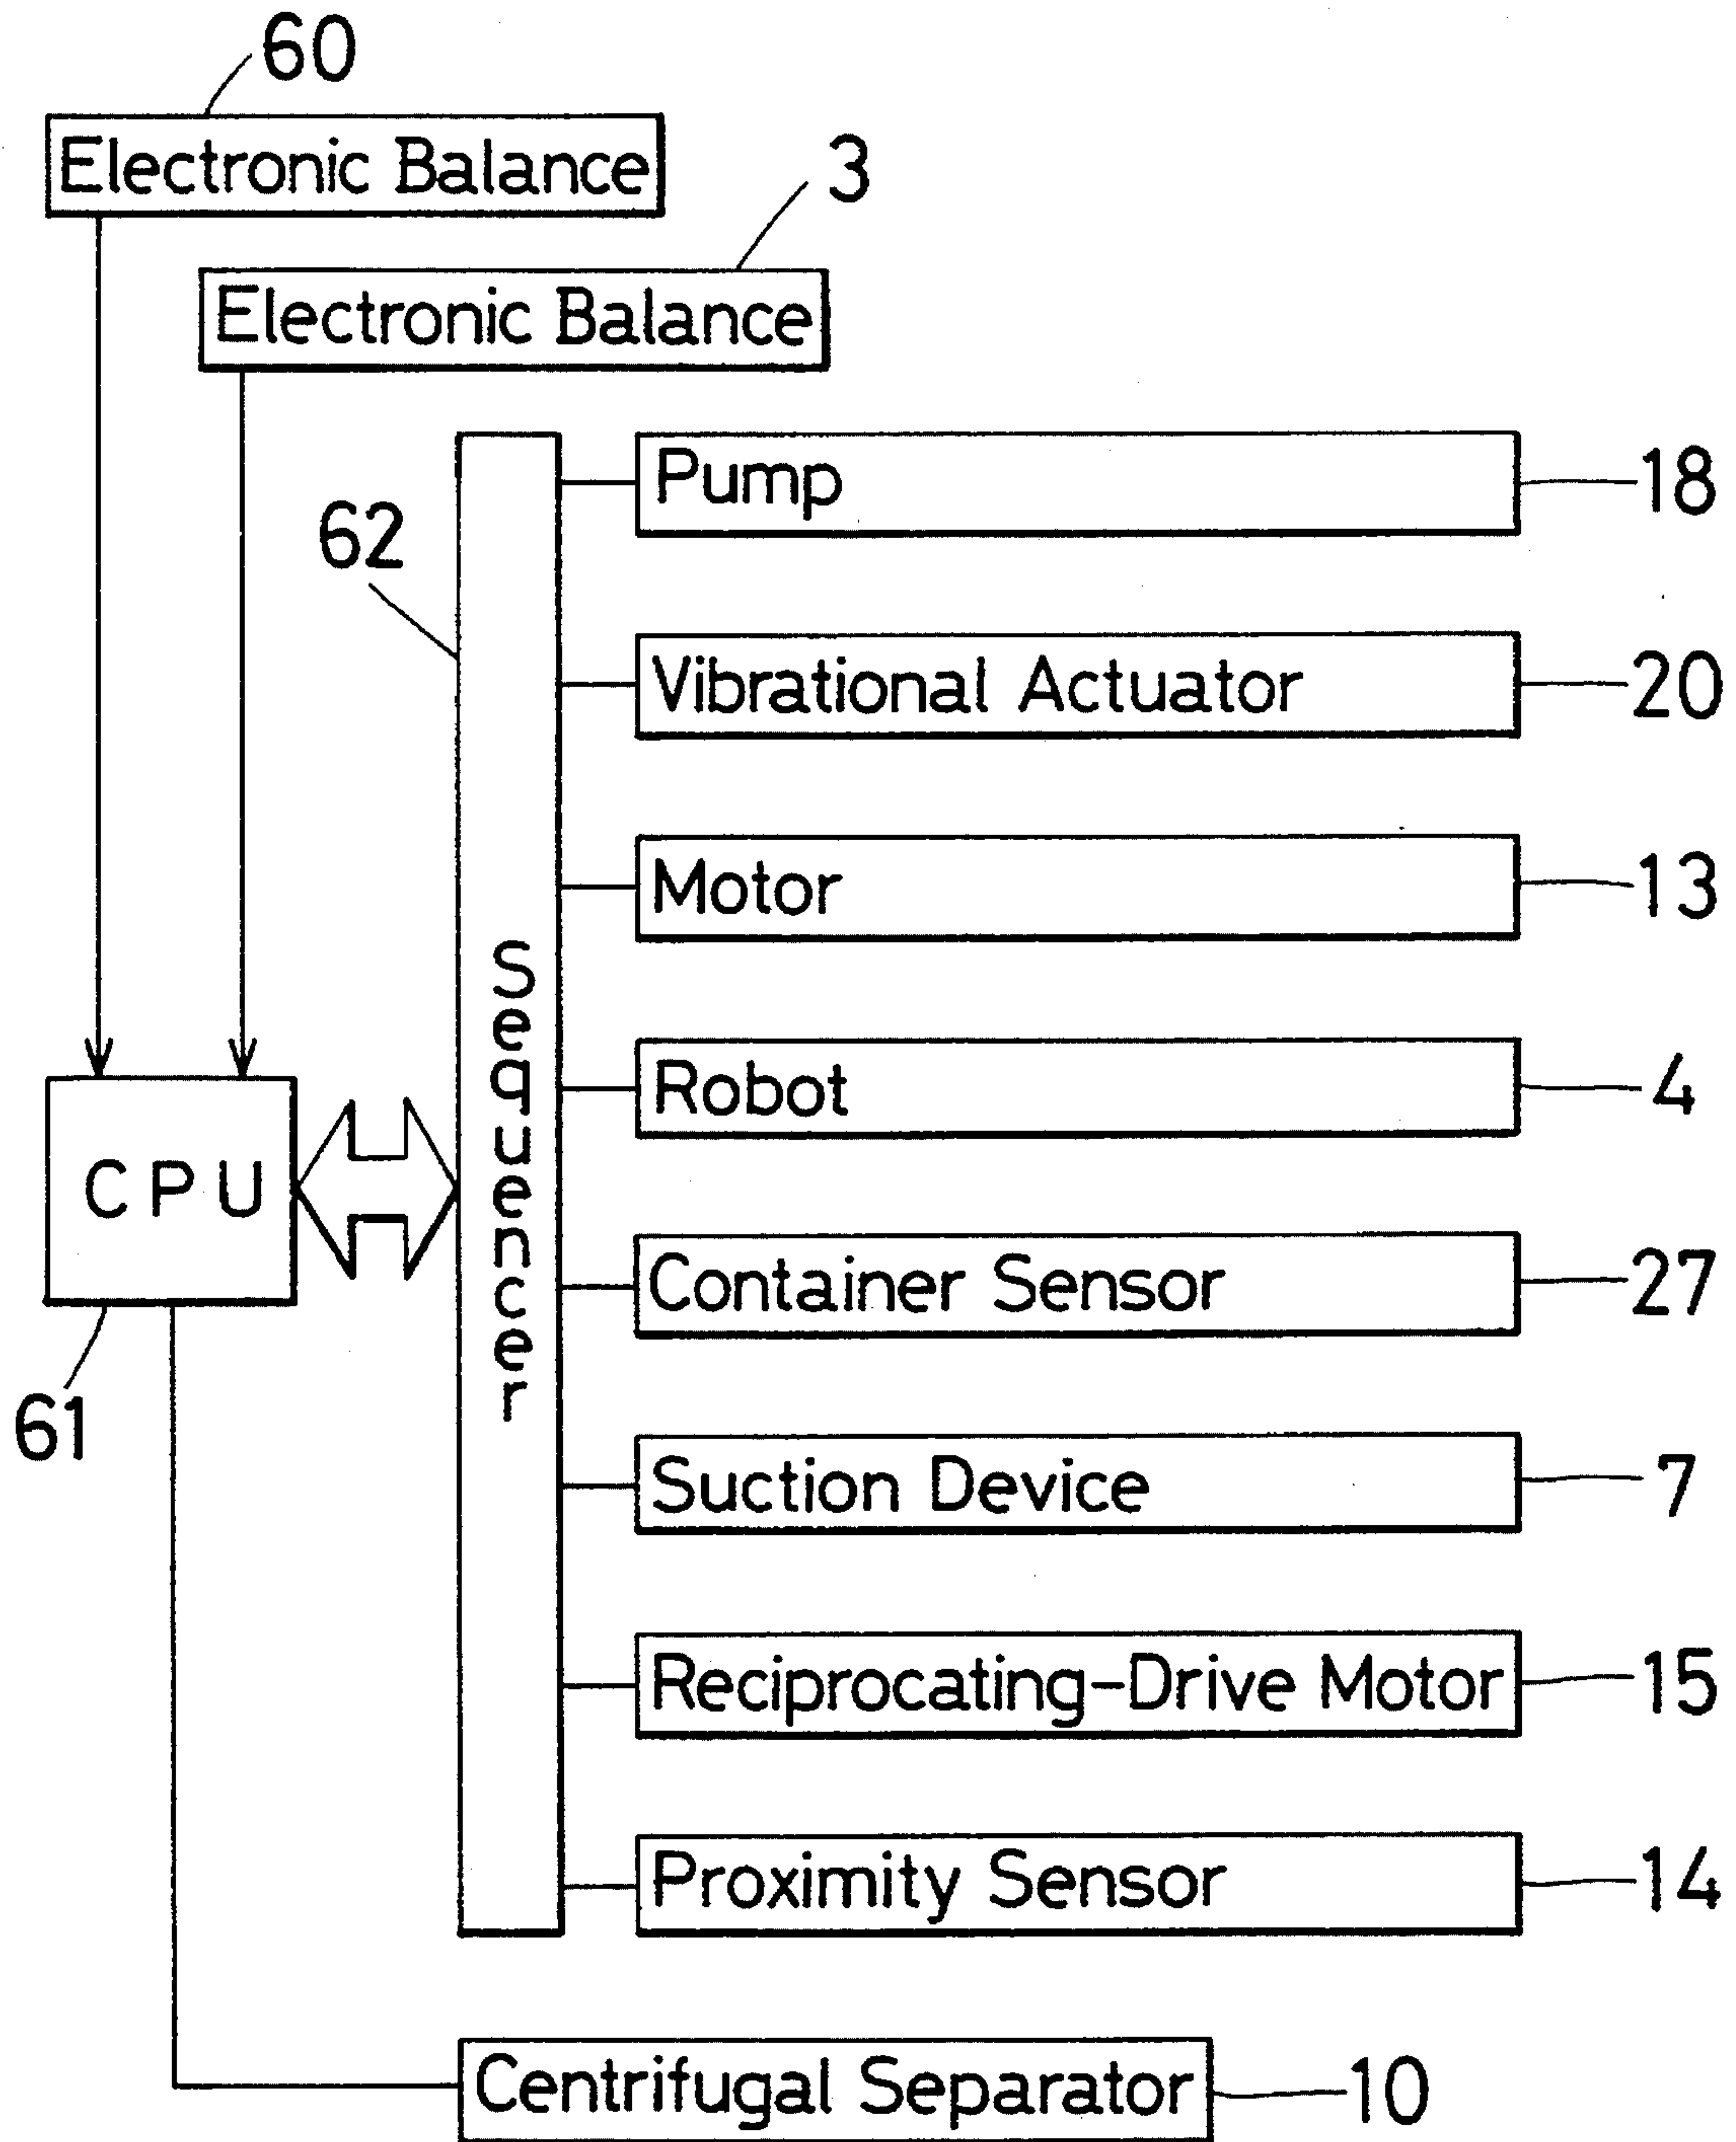 60
Electronic Balance
3
Electronic Balance
62
Sequencer
Pump
18
Vibrational Actuator
20
Motor
13
Robot
4
CPU
61
Container Sensor
27
Suction Device
7
Reciprocating-Drive Motor
15
Proximity Sensor
14
Centrifugal Separator
10